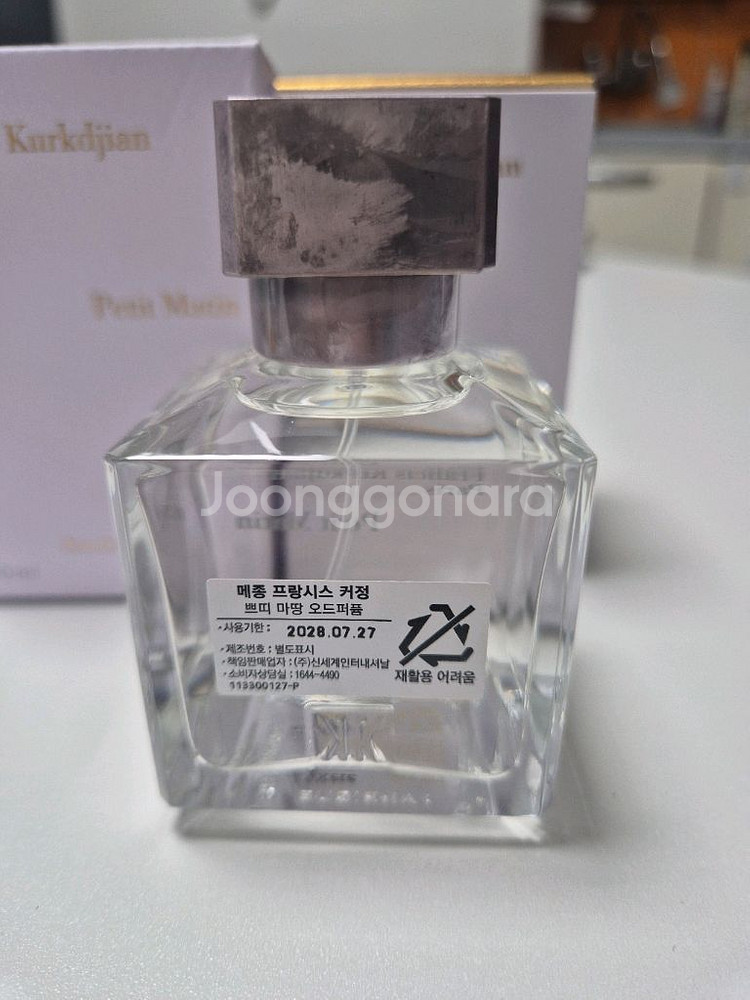 Kurkdjian
Petit Matin
Joonggonara
메종 프랑시스 커정
쁘띠 마땅 오드퍼퓸
·사용기한: 2028.07.27
·제조번호 : 별도표시
·책임판매업자 : (주)신세계인터내셔날
·소비자상담실 : 1644-4490
113300127-P
재활용 어려움